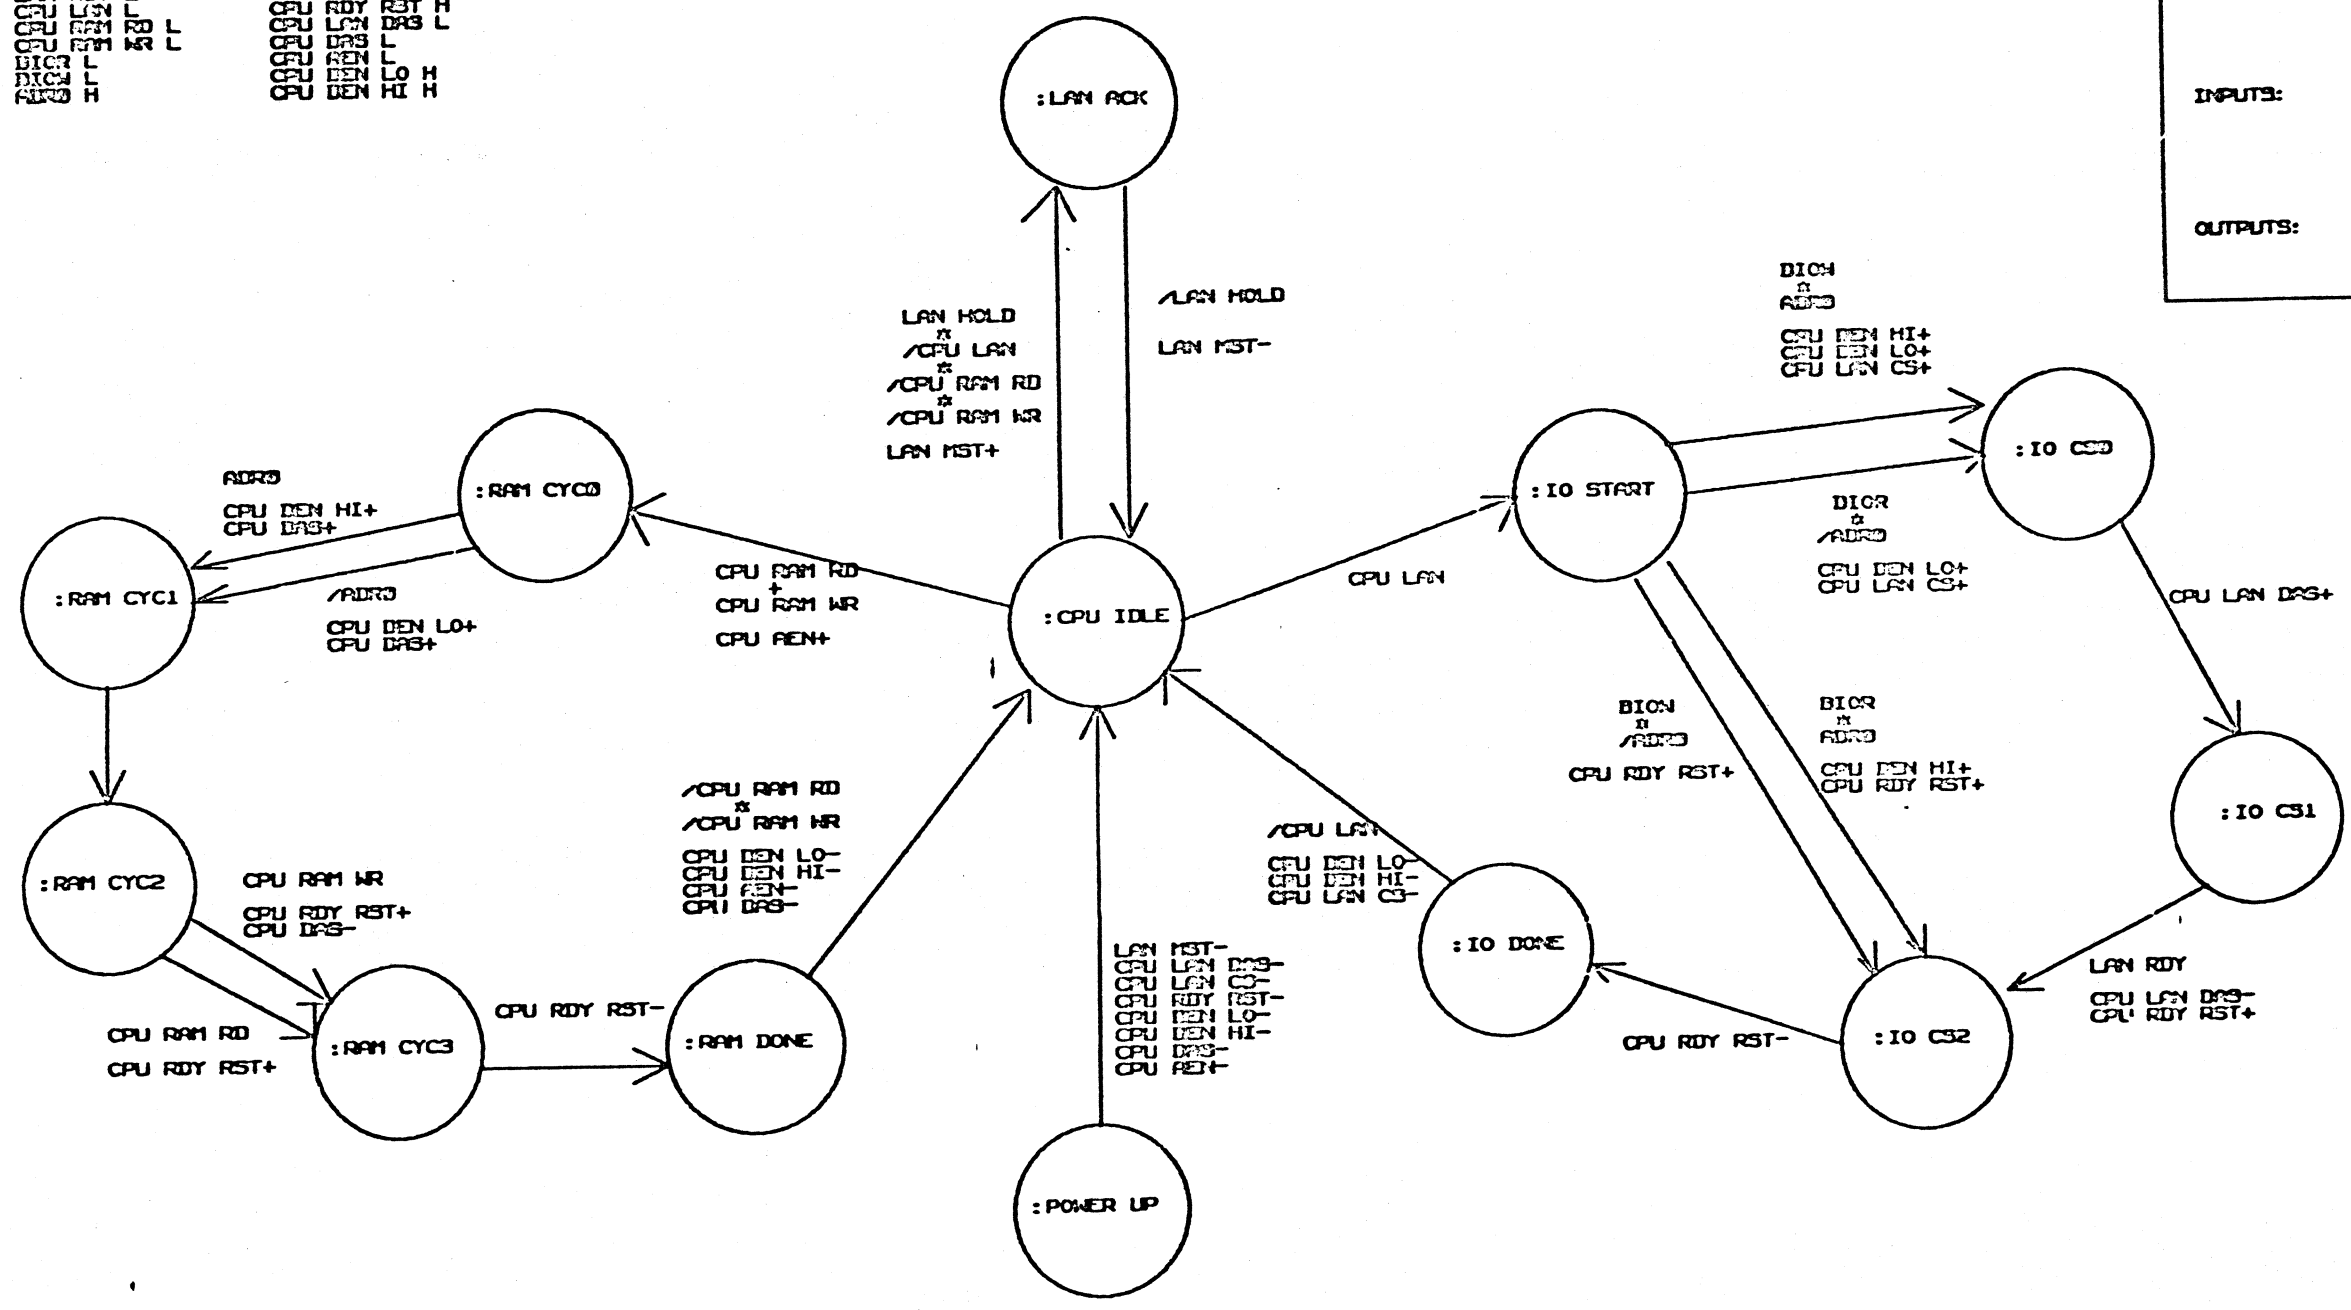 CPU LAN L
CPU RAM RD L
CPU RAM WR L
DIOR L
DIOW L
ADR0 H
CPU RDY RST H
CPU LAN DAS L
CPU DAS L
CPU AEN L
CPU DEN LO H
CPU DEN HI H
:LAN ACK
INPUTS:
OUTPUTS:
LAN HOLD
*
/CPU LAN
*
/CPU RAM RD
*
/CPU RAM WR
LAN MST+
/LAN HOLD
LAN MST-
DIOW
*
ADR0
CPU DEN HI+
CPU DEN LO+
CPU LAN CS+
:RAM CYC0
:IO START
:IO CS0
ADR0
CPU DEN HI+
CPU DAS+
:RAM CYC1
/ADR0
CPU DEN LO+
CPU DAS+
CPU RAM RD
+
CPU RAM WR
CPU AEN+
:CPU IDLE
CPU LAN
DIOR
*
/ADR0
CPU DEN LO+
CPU LAN CS+
CPU LAN DAS+
DIOW
*
/ADR0
CPU RDY RST+
DIOR
*
ADR0
CPU DEN HI+
CPU RDY RST+
:IO CS1
/CPU RAM RD
*
/CPU RAM WR
CPU DEN LO-
CPU DEN HI-
CPU AEN-
CPU DAS-
/CPU LAN
CPU DEN LO-
CPU DEN HI-
CPU LAN CS-
:RAM CYC2
CPU RAM WR
CPU RDY RST+
CPU DAS-
CPU RAM RD
CPU RDY RST+
:RAM CYC3
CPU RDY RST-
:RAM DONE
LAN MST-
CPU LAN DAS-
CPU LAN CS-
CPU RDY RST-
CPU DEN LO-
CPU DEN HI-
CPU DAS-
CPU AEN-
:IO DONE
CPU RDY RST-
:IO CS2
LAN RDY
CPU LAN DAS-
CPU RDY RST+
:POWER UP